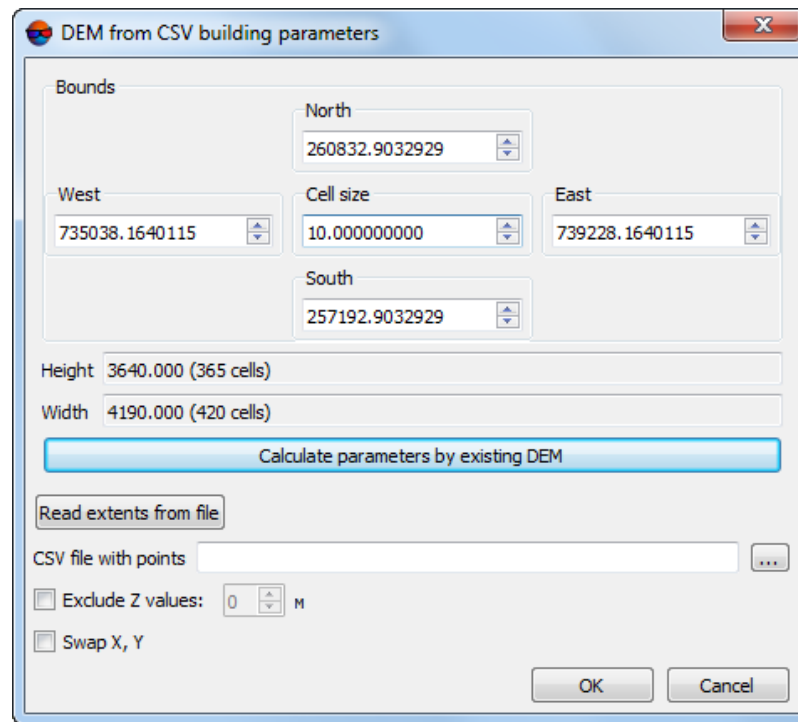 DEM from CSV building parameters
Bounds
North
260832.9032929
West
Cell size
East
735038.1640115
10.000000000
739228.1640115
South
257192.9032929
Height 3640.000 (365 cells)
Width 4190.000 (420 cells)
Calculate parameters by existing DEM
Read extents from file
CSV file with points ...
Exclude Z values: 0 м
Swap X, Y
OK Cancel